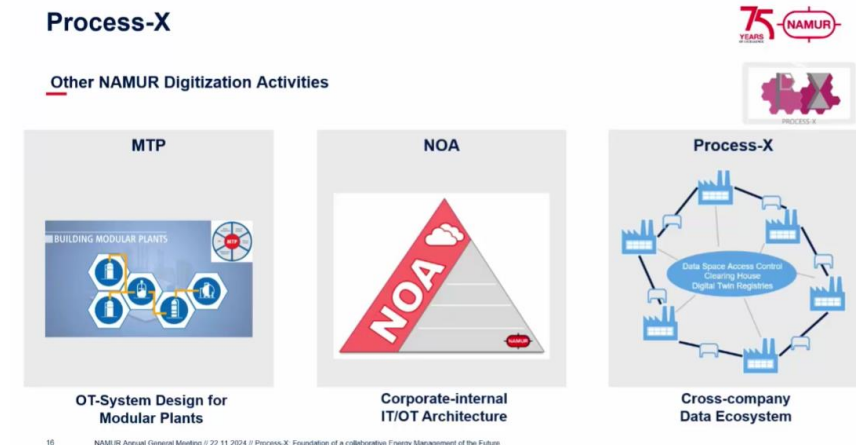 Process-X
75
YEARS
NAMUR
Other NAMUR Digitization Activities
PROCESS-X
MTP
NOA
Process-X
BUILDING MODULAR PLANTS
MTP
NOA
NAMUR
Data Space Access Control
Clearing House
Digital Twin Registries
OT-System Design for
Modular Plants
Corporate-internal
IT/OT Architecture
Cross-company
Data Ecosystem
16
NAMUR Annual General Meeting // 22.11.2024 // Process-X: Foundation of a collaborative Energy Management of the Future